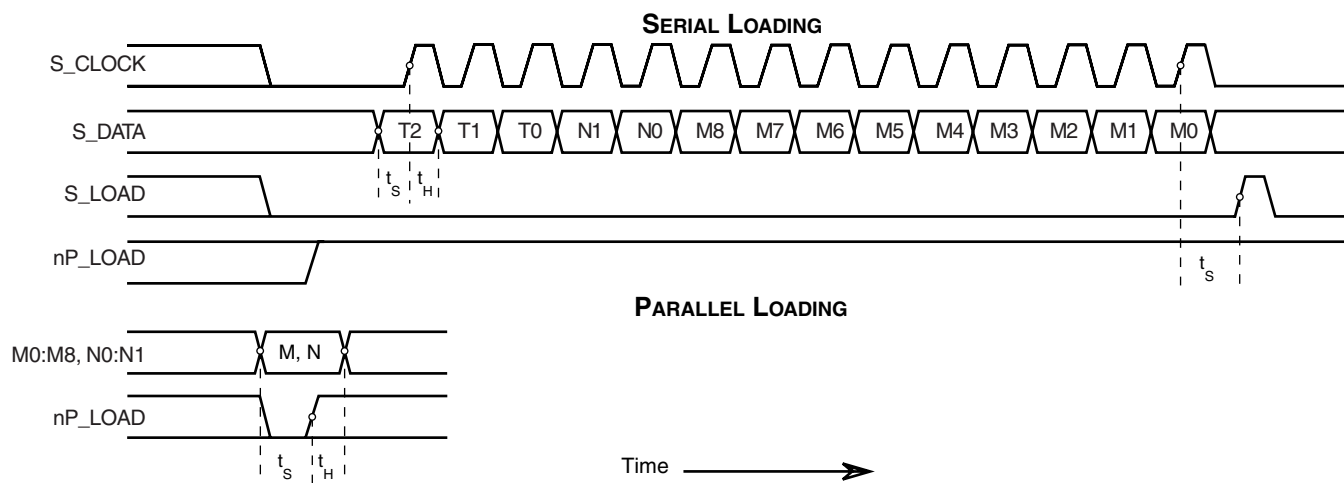 SERIAL LOADING
S_CLOCK
S_DATA T2 T1 T0 N1 N0 M8 M7 M6 M5 M4 M3 M2 M1 M0
tS tH
S_LOAD
nP_LOAD
tS
PARALLEL LOADING
M0:M8, N0:N1 M, N
nP_LOAD
tS tH
Time